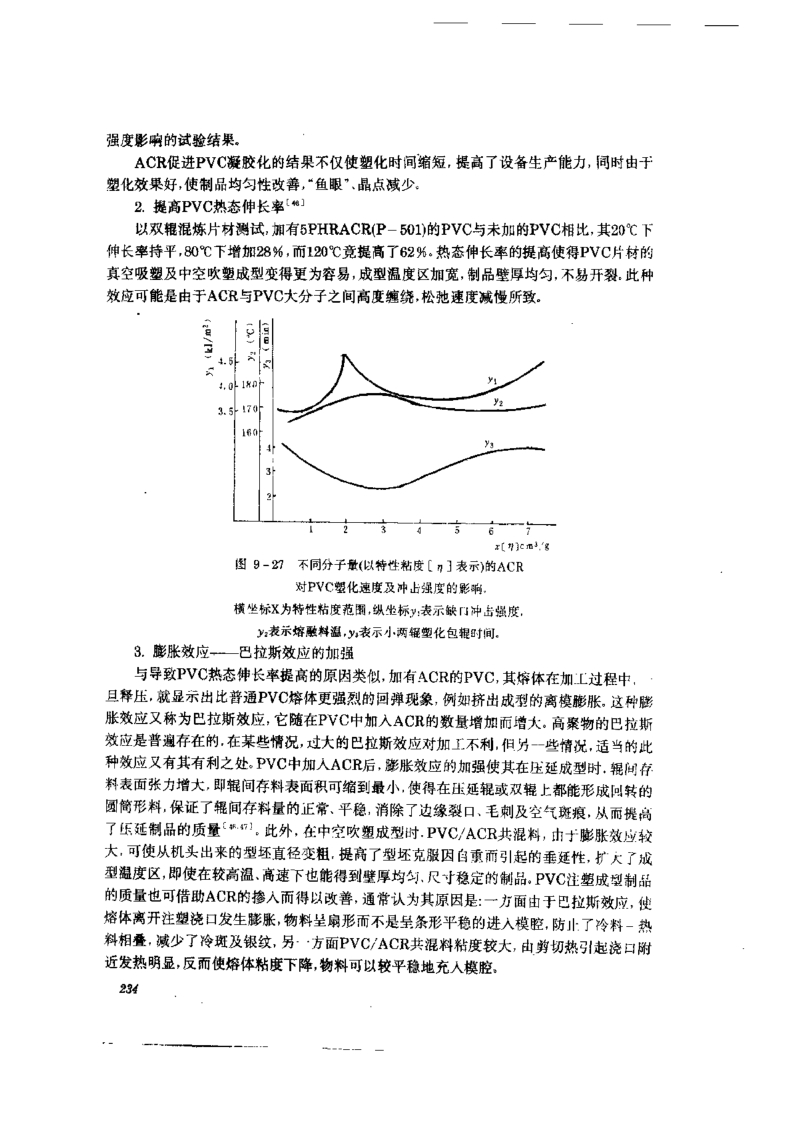 强度影响的试验结果。
ACR促进PVC凝胶化的结果不仅使塑化时间缩短,提高了设备生产能力,同时由于
塑化效果好,使制品均匀性改善,“鱼眼”、晶点减少。
2. 提高PVC热态伸长率〔46〕
以双辊混炼片材测试,加有5PHRACR(P-501)的PVC与未加的PVC相比,其20℃下
伸长率持平,80℃下增加28%,而120℃竟提高了62%。热态伸长率的提高使得PVC片材的
真空吸塑及中空吹塑成型变得更为容易,成型温度区加宽,制品壁厚均匀,不易开裂.此种
效应可能是由于ACR与PVC大分子之间高度缠绕,松弛速度减慢所致。
y₁ (kJ/m²)
y₂ (℃)
y₃ (min)
4.5
4.0 180
3.5 170
160
4
3
2
y₁
y₂
y₃
1 2 3 4 5 6 7
x[η]cm³/g
图 9-27 不同分子量(以特性粘度〔η〕表示)的ACR
对PVC塑化速度及冲击强度的影响.
横坐标X为特性粘度范围,纵坐标y₁表示缺口冲击强度,
y₂表示熔融料温,y₃表示小两辊塑化包辊时间。
3. 膨胀效应——巴拉斯效应的加强
与导致PVC热态伸长率提高的原因类似,加有ACR的PVC,其熔体在加工过程中,
旦释压,就显示出比普通PVC熔体更强烈的回弹现象,例如挤出成型的离模膨胀。这种膨
胀效应又称为巴拉斯效应,它随在PVC中加入ACR的数量增加而增大。高聚物的巴拉斯
效应是普遍存在的,在某些情况,过大的巴拉斯效应对加工不利,但另一些情况,适当的此
种效应又有其有利之处。PVC中加入ACR后,膨胀效应的加强使其在压延成型时,辊间存
料表面张力增大,即辊间存料表面积可缩到最小,使得在压延辊或双辊上都能形成回转的
圆筒形料,保证了辊间存料量的正常、平稳,消除了边缘裂口、毛刺及空气斑痕,从而提高
了压延制品的质量〔46.47〕。此外,在中空吹塑成型时.PVC/ACR共混料,由于膨胀效应较
大,可使从机头出来的型坯直径变粗,提高了型坯克服因自重而引起的垂延性,扩大了成
型温度区,即使在较高温、高速下也能得到壁厚均匀、尺寸稳定的制品。PVC注塑成型制品
的质量也可借助ACR的掺入而得以改善,通常认为其原因是:一方面由于巴拉斯效应,使
熔体离开注塑浇口发生膨胀,物料呈扇形而不是呈条形平稳的进入模腔,防止了冷料-热
料相叠,减少了冷斑及银纹,另一方面PVC/ACR共混料粘度较大,由剪切热引起浇口附
近发热明显,反而使熔体粘度下降,物料可以较平稳地充入模腔。
234